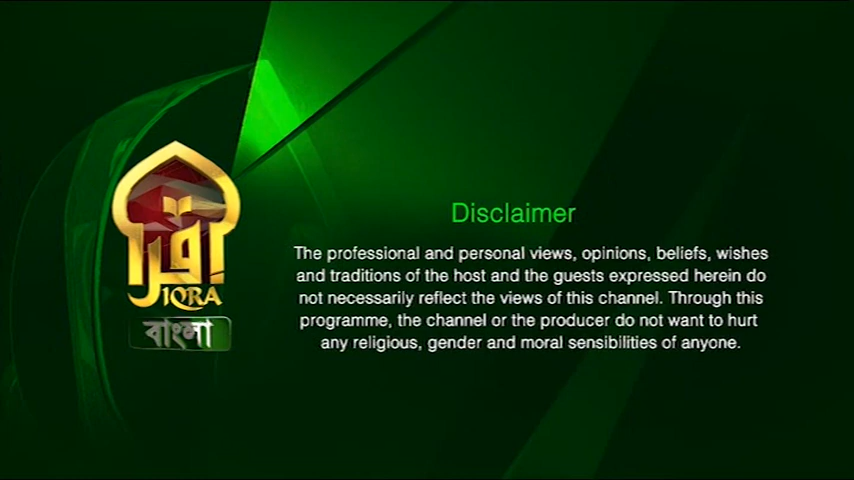 اقرأ
IQRA
বাংলা
Disclaimer
The professional and personal views, opinions, beliefs, wishes
and traditions of the host and the guests expressed herein do
not necessarily reflect the views of this channel. Through this
programme, the channel or the producer do not want to hurt
any religious, gender and moral sensibilities of anyone.